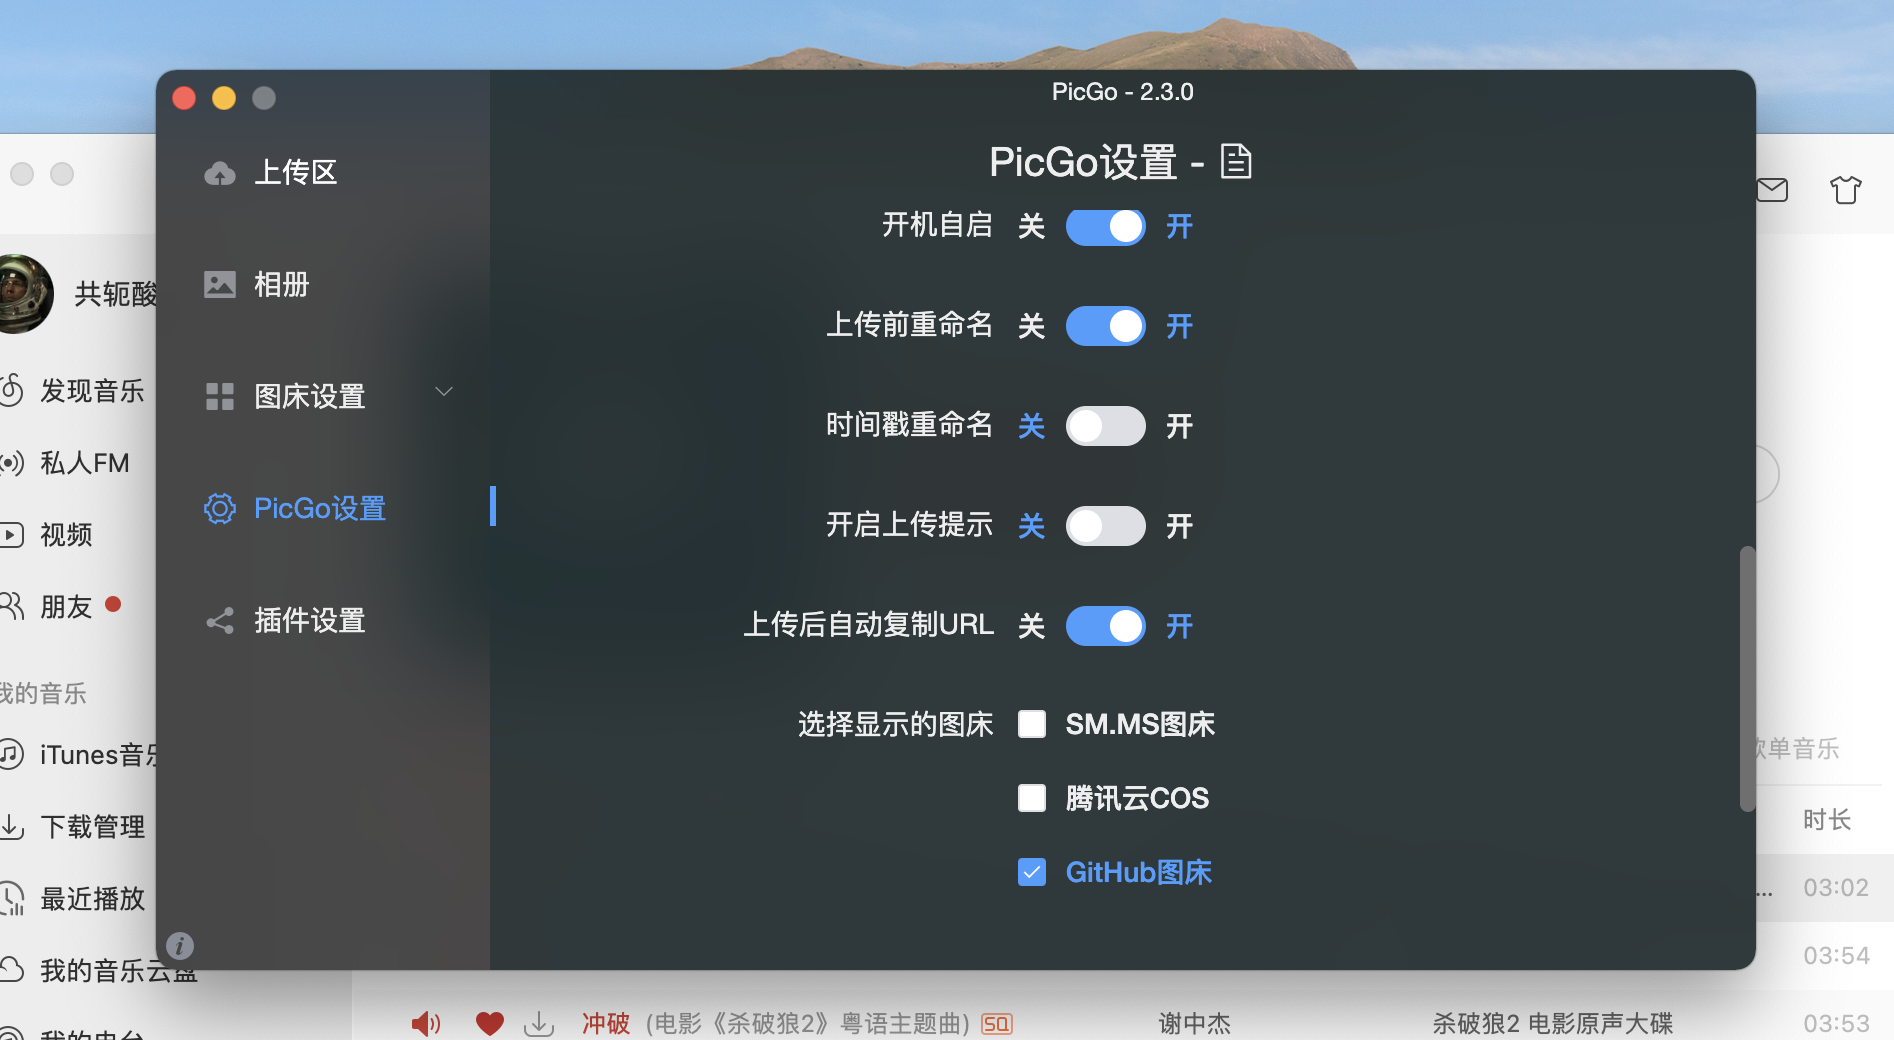 PicGo - 2.3.0
上传区
相册
图床设置
PicGo设置
插件设置
PicGo设置 -
开机自启 关 开
上传前重命名 关 开
时间戳重命名 关 开
开启上传提示 关 开
上传后自动复制URL 关 开
选择显示的图床 SM.MS图床
腾讯云COS
GitHub图床
共轭酸
发现音乐
私人FM
视频
朋友
我的音乐
iTunes音乐
下载管理
最近播放
我的音乐云盘
我的电台
歌单音乐
时长
... 03:02
03:54
冲破 (电影《杀破狼2》粤语主题曲) SQ 谢中杰 杀破狼2 电影原声大碟 03:53